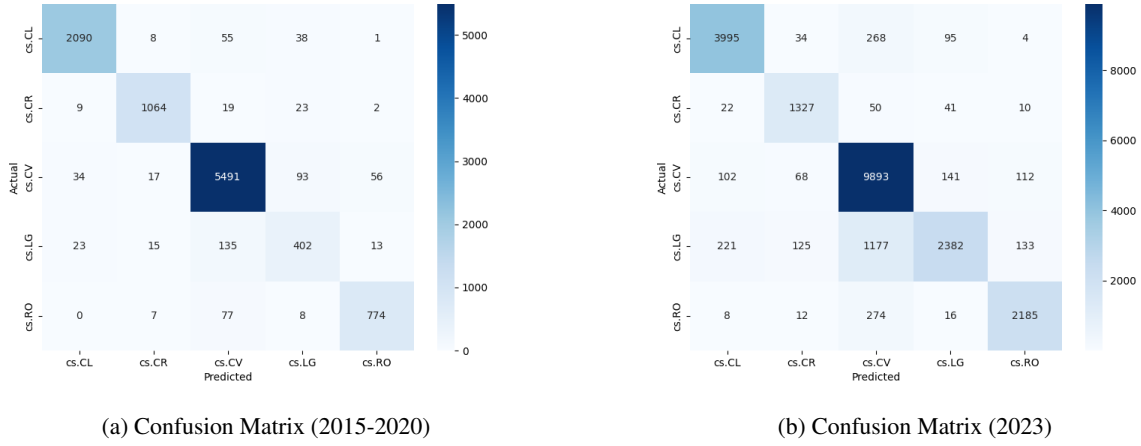 cs.CL 2090 8 55 38 1
cs.CR 9 1064 19 23 2
cs.CV 34 17 5491 93 56
cs.LG 23 15 135 402 13
cs.RO 0 7 77 8 774
cs.CL cs.CR cs.CV cs.LG cs.RO
Predicted
Actual
5000
4000
3000
2000
1000
0
(a) Confusion Matrix (2015-2020)
cs.CL 3995 34 268 95 4
cs.CR 22 1327 50 41 10
cs.CV 102 68 9893 141 112
cs.LG 221 125 1177 2382 133
cs.RO 8 12 274 16 2185
cs.CL cs.CR cs.CV cs.LG cs.RO
Predicted
Actual
8000
6000
4000
2000
(b) Confusion Matrix (2023)